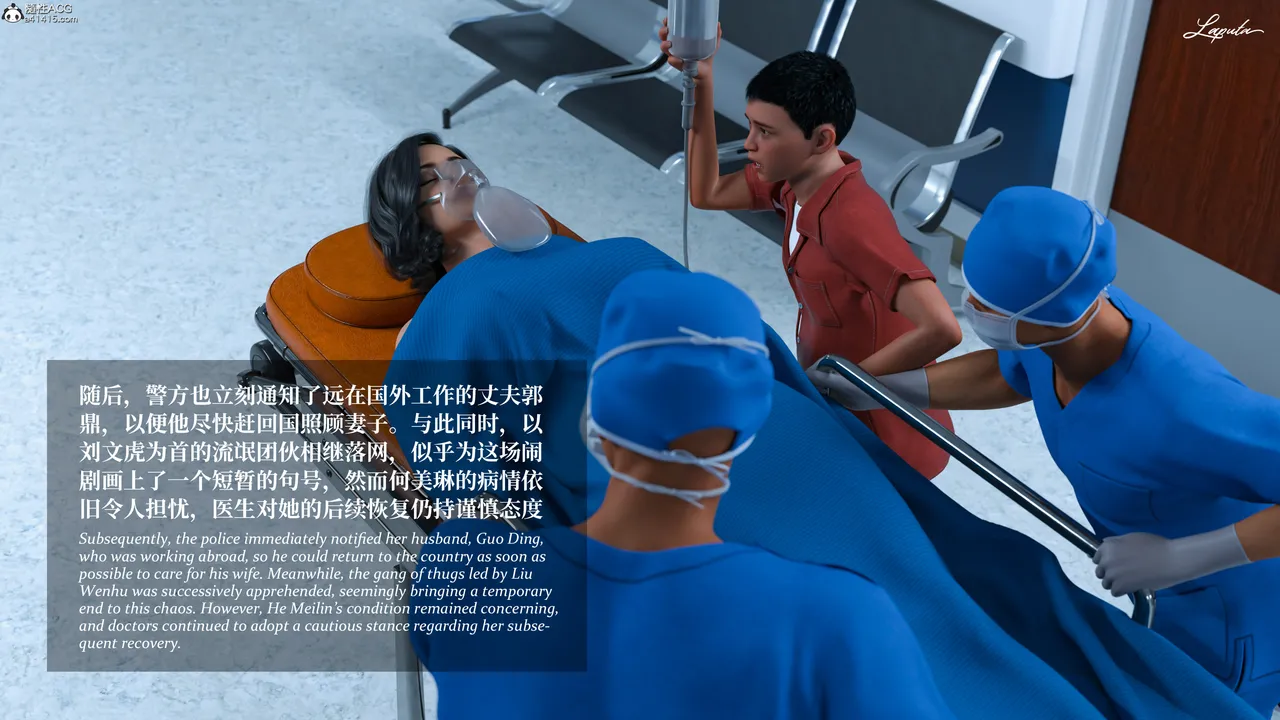 随性ACG
a41415.com
Laputa
随后，警方也立刻通知了远在国外工作的丈夫郭
鼎，以便他尽快赶回国照顾妻子。与此同时，以
刘文虎为首的流氓团伙相继落网，似乎为这场闹
剧画上了一个短暂的句号，然而何美琳的病情依
旧令人担忧，医生对她的后续恢复仍持谨慎态度
Subsequently, the police immediately notified her husband, Guo Ding,
who was working abroad, so he could return to the country as soon as
possible to care for his wife. Meanwhile, the gang of thugs led by Liu
Wenhu was successively apprehended, seemingly bringing a temporary
end to this chaos. However, He Meilin's condition remained concerning,
and doctors continued to adopt a cautious stance regarding her subse-
quent recovery.